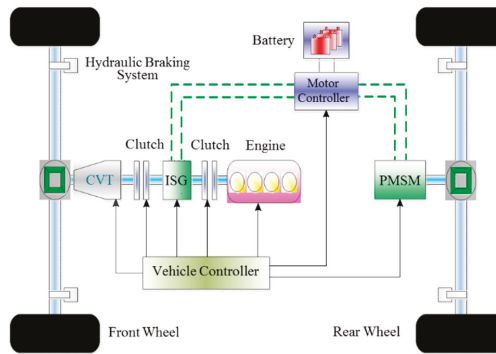 Battery
Hydraulic Braking
System
Motor
Controller
Clutch
Clutch
Engine
CVT
ISG
PMSM
Vehicle Controller
Front Wheel
Rear Wheel